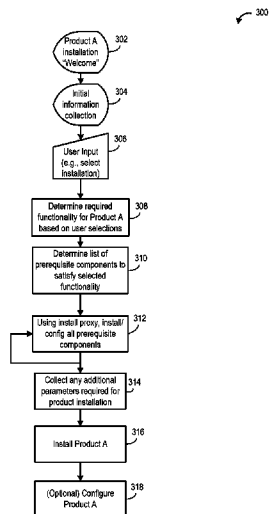 300
Product A
installation
"Welcome"
302
Initial
information
collection
304
User Input
(e.g., select
installation)
306
Determine required
functionality for Product A
based on user selections
308
Determine list of
prerequisite components to
satisfy selected
functionality
310
Using install proxy, install/
config all prerequisite
components
312
Collect any additional
parameters required for
product installation
314
Install Product A
316
(Optional) Configure
Product A
318